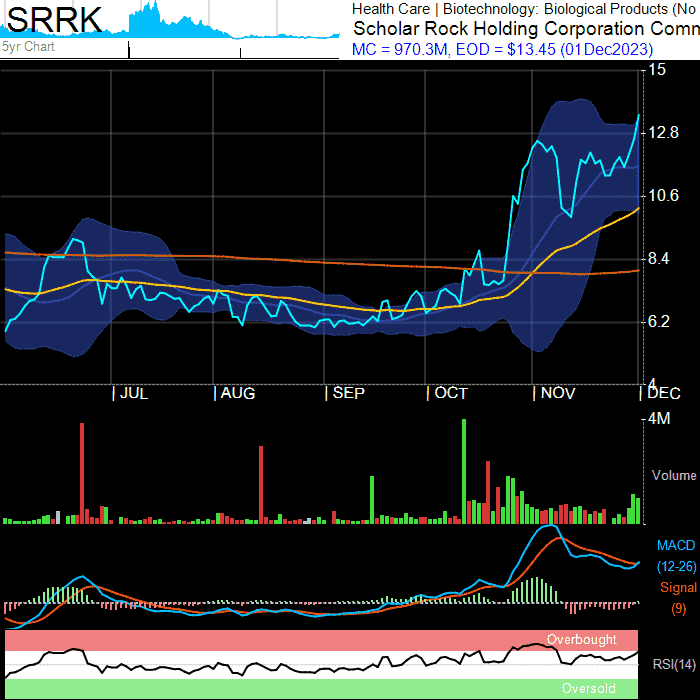 SRRK
5yr Chart
Health Care | Biotechnology: Biological Products (No
Scholar Rock Holding Corporation Comm
MC = 970.3M, EOD = $13.45 (01Dec2023)
15
12.8
10.6
8.4
6.2
4
JUL AUG SEP OCT NOV DEC
4M
Volume
MACD
(12-26)
Signal
(9)
Overbought
RSI(14)
Oversold